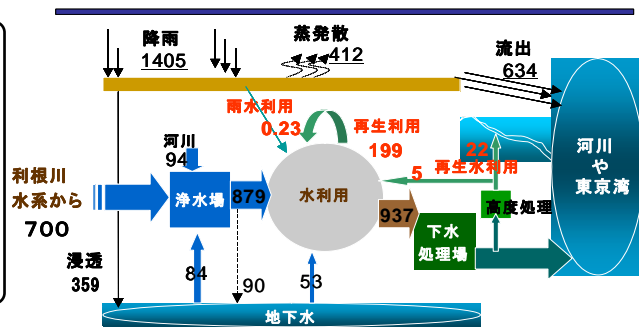 降雨
1405
蒸発散
412
流出
634
雨水利用
0.23
再生利用
199
河川
94
22
5
再生水利用
河川
や
東京湾
利根川
水系から
700
浄水場
879
水利用
937
高度処理
下水
処理場
浸透
359
84
90
53
地下水